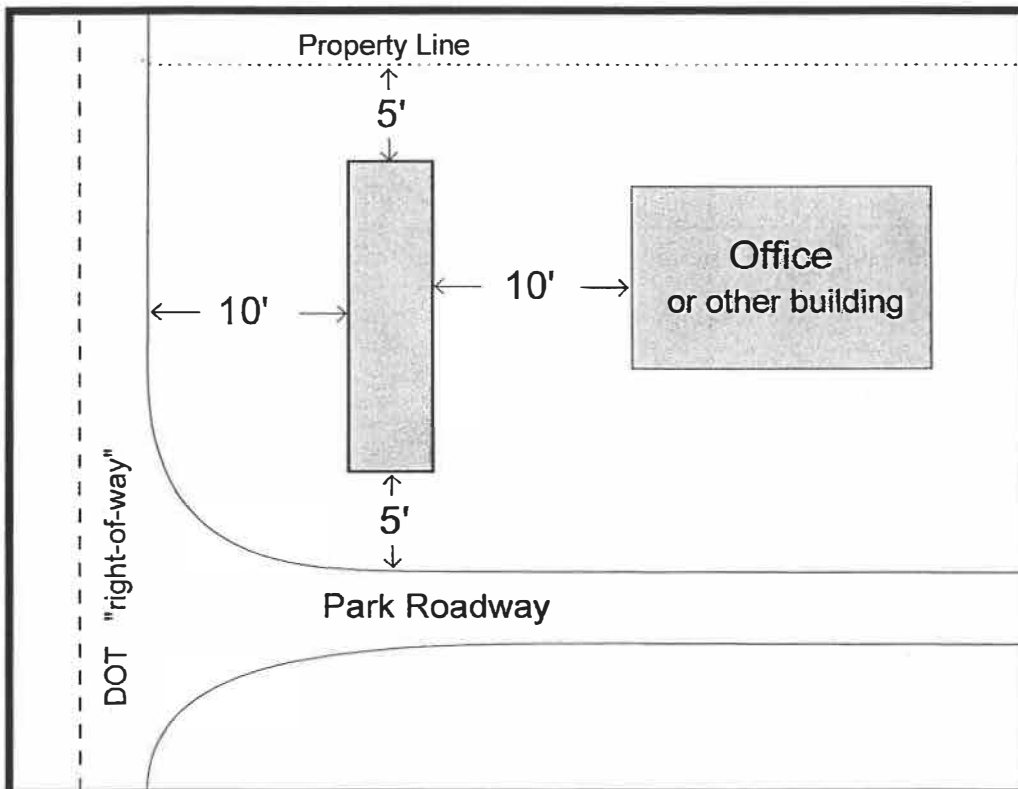 Property Line
5'
Office
or other building
10'
10'
5'
DOT "right-of-way"
Park Roadway